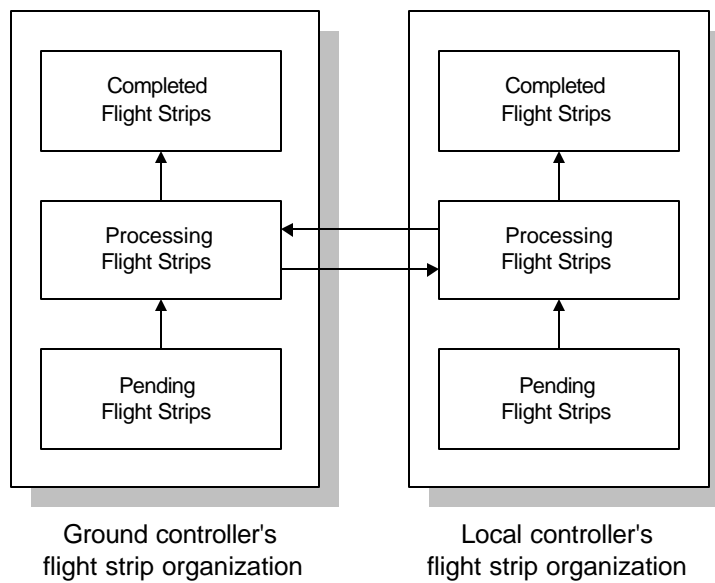 Completed
Flight Strips
Processing
Flight Strips
Pending
Flight Strips
Ground controller's
flight strip organization
Completed
Flight Strips
Processing
Flight Strips
Pending
Flight Strips
Local controller's
flight strip organization